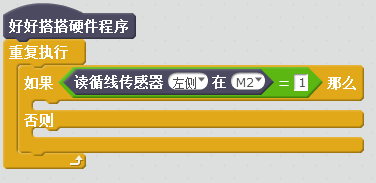 好好搭搭硬件程序
重复执行
如果 读循线传感器 左侧 在 M2 = 1 那么
否则